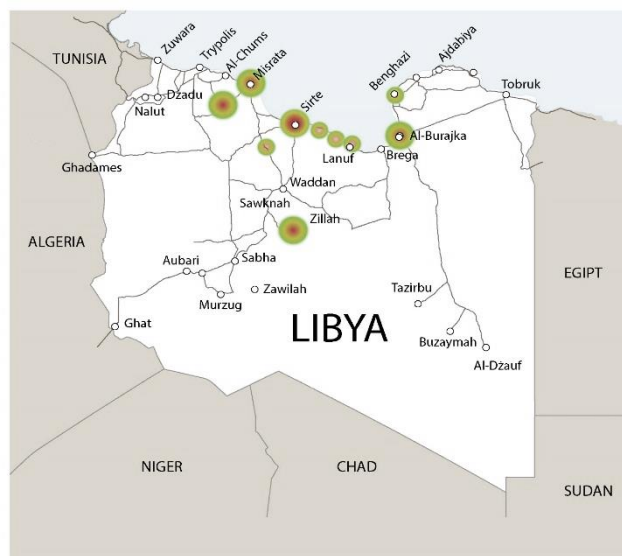 TUNISIA
Zuwara
Trypolis
Al-Chums
Misrata
Nalut
Dżadu
Ghadames
Sirte
Benghazi
Ajdabiya
Tobruk
Al-Burajka
Lanuf
Brega
Waddan
Sawknah
Zillah
ALGERIA
EGIPT
Aubari
Sabha
Murzug
Zawilah
Tazirbu
Ghat
LIBYA
Buzaymah
Al-Dżauf
NIGER
CHAD
SUDAN